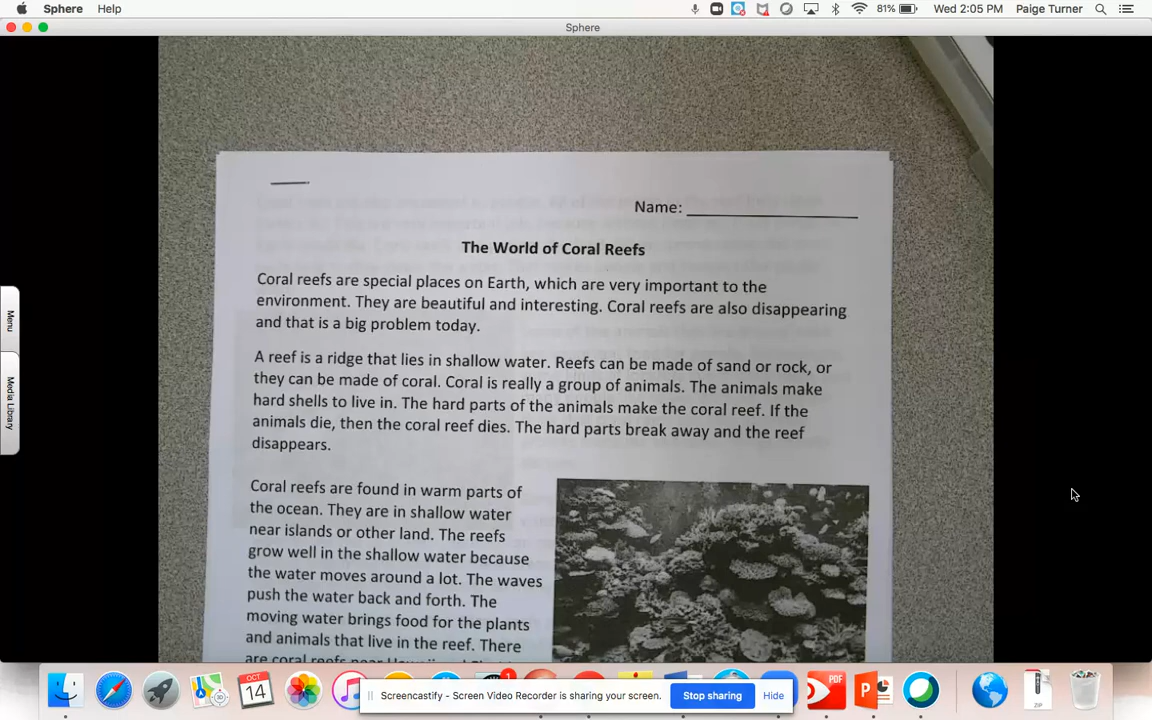 Sphere Help 81% Wed 2:05 PM Paige Turner
Sphere
Menu
Media Library
Name:
The World of Coral Reefs
Coral reefs are special places on Earth, which are very important to the
environment. They are beautiful and interesting. Coral reefs are also disappearing
and that is a big problem today.
A reef is a ridge that lies in shallow water. Reefs can be made of sand or rock, or
they can be made of coral. Coral is really a group of animals. The animals make
hard shells to live in. The hard parts of the animals make the coral reef. If the
animals die, then the coral reef dies. The hard parts break away and the reef
disappears.
Coral reefs are found in warm parts of
the ocean. They are in shallow water
near islands or other land. The reefs
grow well in the shallow water because
the water moves around a lot. The waves
push the water back and forth. The
moving water brings food for the plants
and animals that live in the reef. There
are coral reefs near
OCT
14
1
PDF
P
ZIP
Screencastify - Screen Video Recorder is sharing your screen. Stop sharing Hide